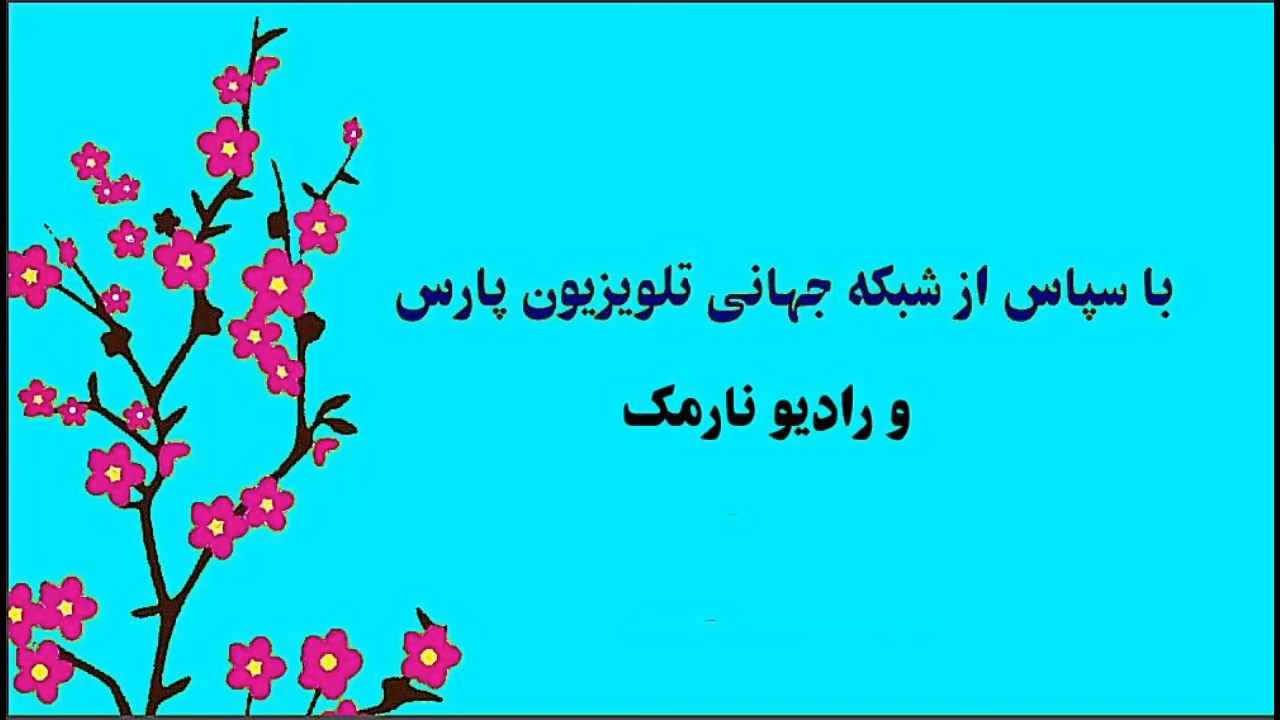 با سپاس از شبکه جهانی تلویزیون پارس
و رادیو نارمک